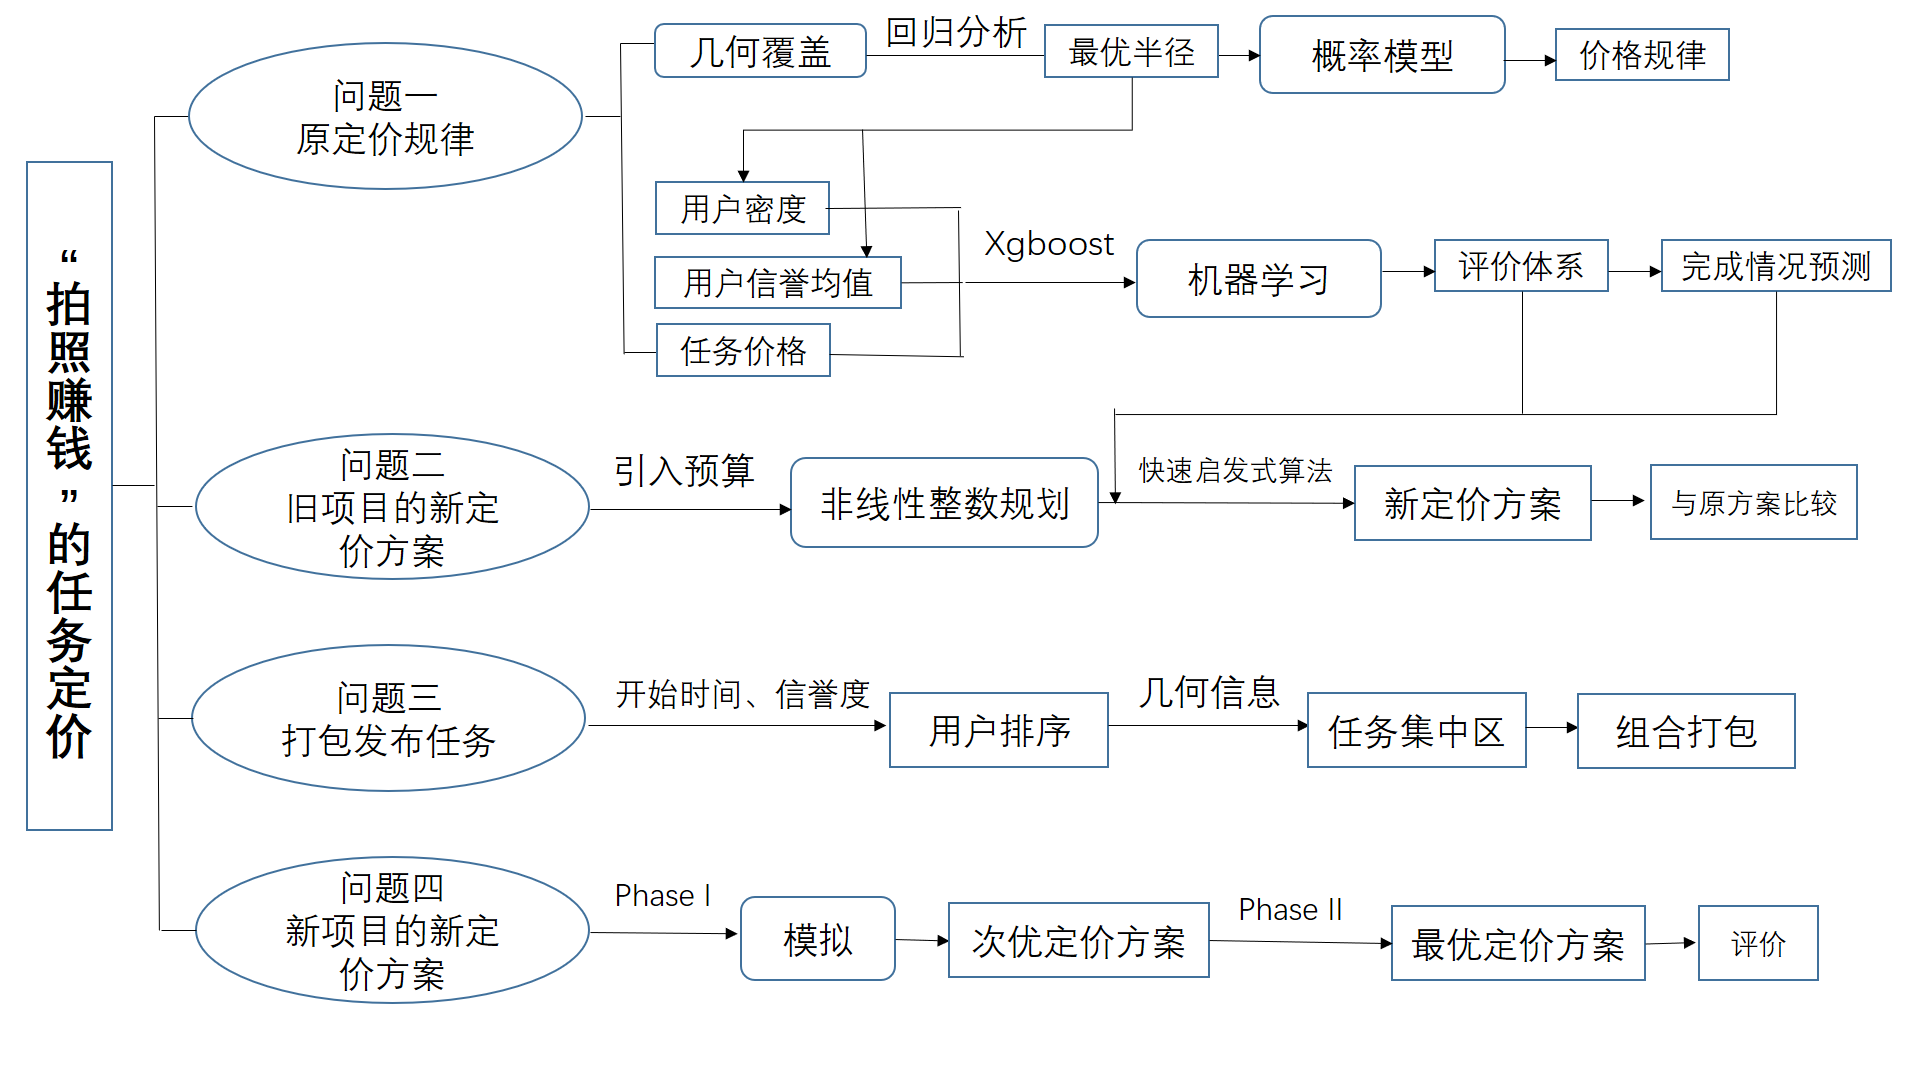 “拍照赚钱”的任务定价
问题一
原定价规律
几何覆盖
回归分析
最优半径
概率模型
价格规律
用户密度
用户信誉均值
任务价格
Xgboost
机器学习
评价体系
完成情况预测
问题二
旧项目的新定
价方案
引入预算
非线性整数规划
快速启发式算法
新定价方案
与原方案比较
问题三
打包发布任务
开始时间、信誉度
用户排序
几何信息
任务集中区
组合打包
问题四
新项目的新定
价方案
Phase I
模拟
次优定价方案
Phase II
最优定价方案
评价